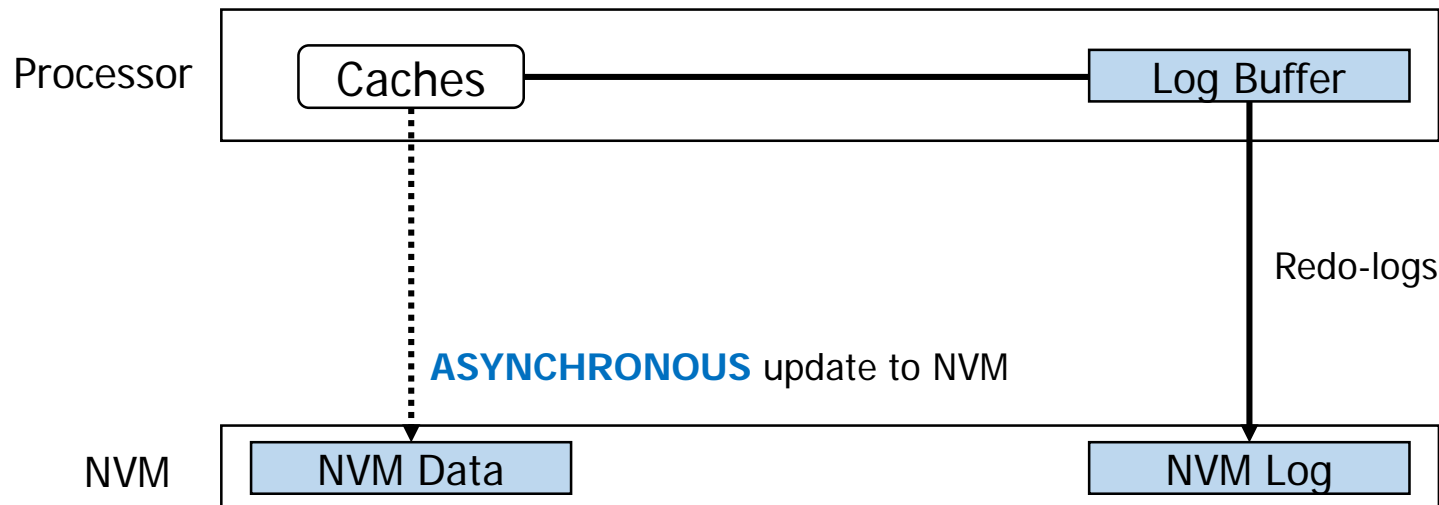 Processor
Caches
Log Buffer
Redo-logs
ASYNCHRONOUS update to NVM
NVM
NVM Data
NVM Log